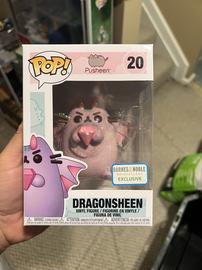 POP!
Pusheen
20
BARNES & NOBLE
EXCLUSIVE
DRAGONSHEEN
VINYL FIGURE / FIGURINE EN VINYLE /
FIGURA DE VINIL